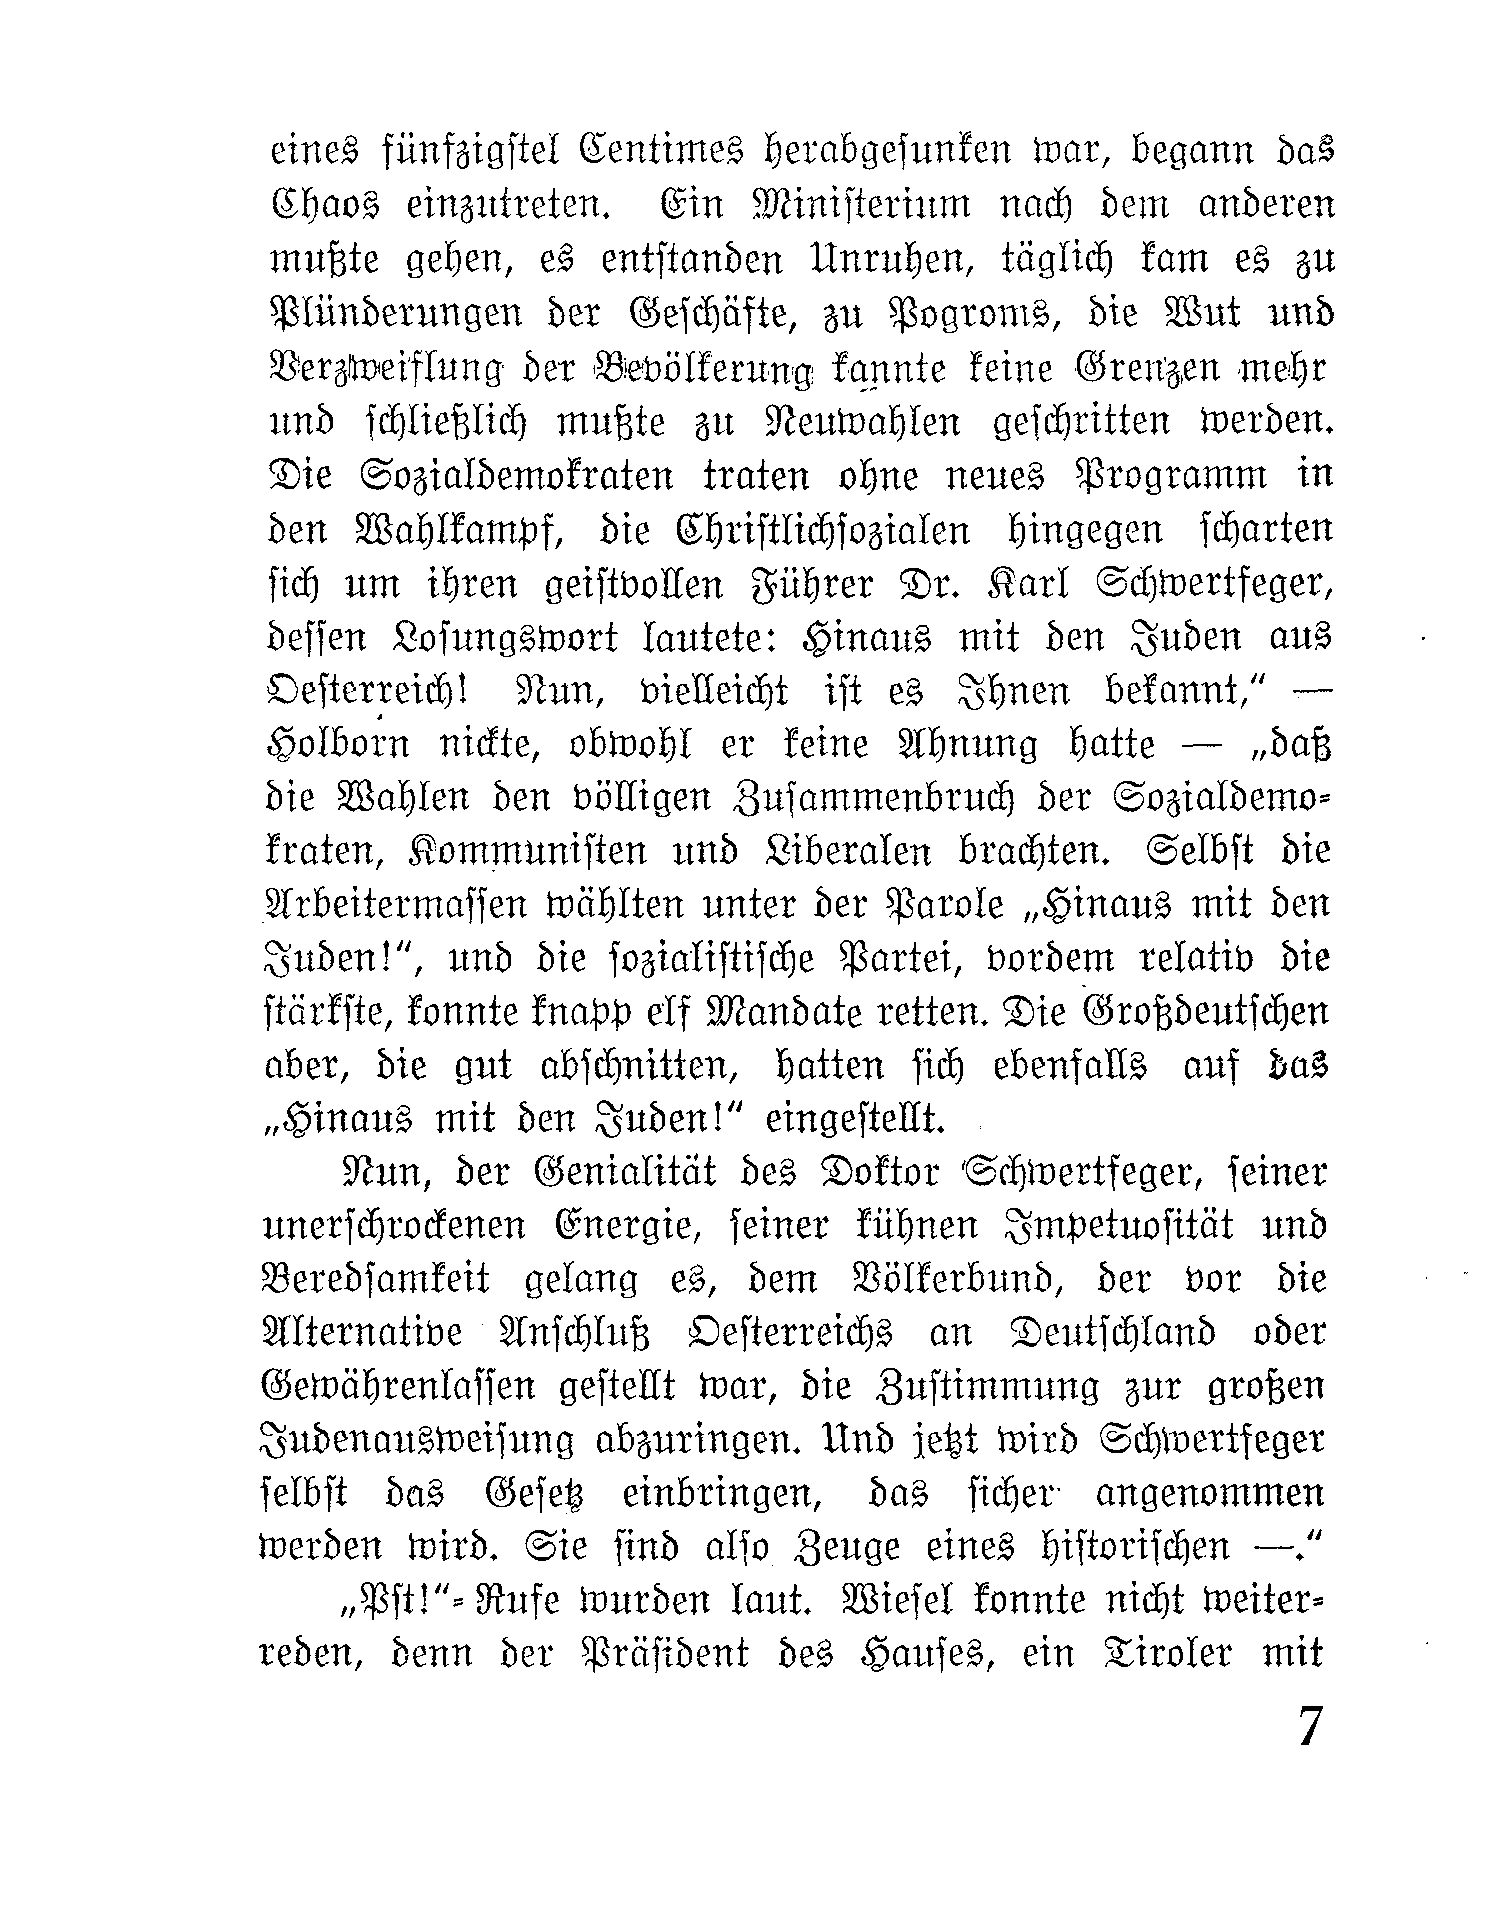 eines fünfzigſtel Centimes herabgeſunken war, begann das
Chaos einzutreten. Ein Miniſterium nach dem anderen
mußte gehen, es entſtanden Unruhen, täglich kam es zu
Plünderungen der Geſchäfte, zu Pogroms, die Wut und
Verzweiflung der Bevölkerung kannte keine Grenzen mehr
und ſchließlich mußte zu Neuwahlen geſchritten werden.
Die Sozialdemokraten traten ohne neues Programm in
den Wahlkampf, die Chriſtlichſozialen hingegen ſcharten
ſich um ihren geiſtvollen Führer Dr. Karl Schwertfeger,
deſſen Loſungswort lautete: Hinaus mit den Juden aus
Oeſterreich! Nun, vielleicht iſt es Ihnen bekannt,“ —
Holborn nickte, obwohl er keine Ahnung hatte — „daß
die Wahlen den völligen Zuſammenbruch der Sozialdemo⸗
kraten, Kommuniſten und Liberalen brachten. Selbſt die
Arbeitermaſſen wählten unter der Parole „Hinaus mit den
Juden!“, und die ſozialiſtiſche Partei, vordem relativ die
ſtärkſte, konnte knapp elf Mandate retten. Die Großdeutſchen
aber, die gut abſchnitten, hatten ſich ebenfalls auf das
„Hinaus mit den Juden!“ eingeſtellt.
Nun, der Genialität des Doktor Schwertfeger, ſeiner
unerſchrockenen Energie, ſeiner kühnen Impetuoſität und
Beredſamkeit gelang es, dem Völkerbund, der vor die
Alternative Anſchluß Oeſterreichs an Deutſchland oder
Gewährenlaſſen geſtellt war, die Zuſtimmung zur großen
Judenausweiſung abzuringen. Und jetzt wird Schwertfeger
ſelbſt das Geſetz einbringen, das ſicher angenommen
werden wird. Sie ſind alſo Zeuge eines hiſtoriſchen —.“
„Pſt!“⸗Rufe wurden laut. Wieſel konnte nicht weiter⸗
reden, denn der Präſident des Hauſes, ein Tiroler mit
7